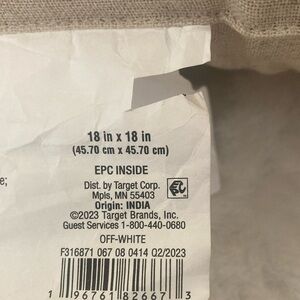 18 in x 18 in
(45.70 cm x 45.70 cm)
EPC INSIDE
e;
Dist. by Target Corp.
Mpls, MN 55403
Origin: INDIA
©2023 Target Brands, Inc.
Guest Services 1-800-440-0680
OFF-WHITE
F316871 067 08 0414 Q2/2023
1 96761 82667 3